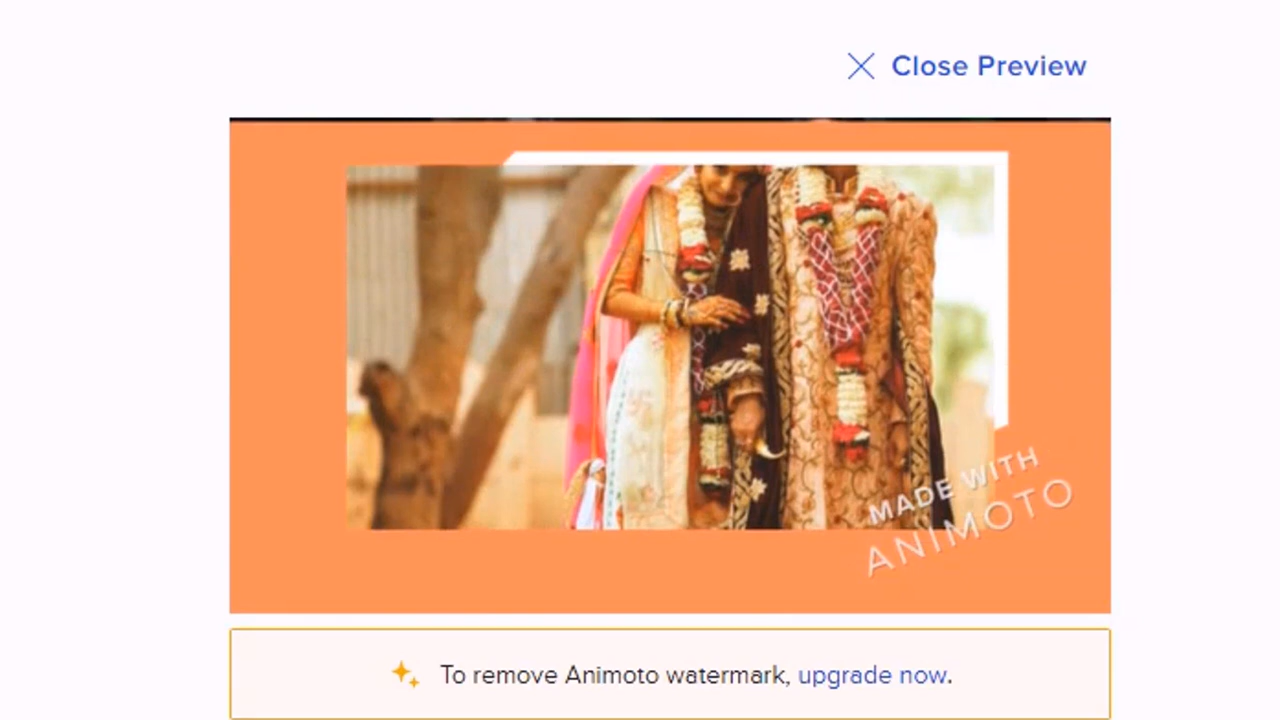 Close Preview
MADE WITH
ANIMOTO
To remove Animoto watermark, upgrade now.